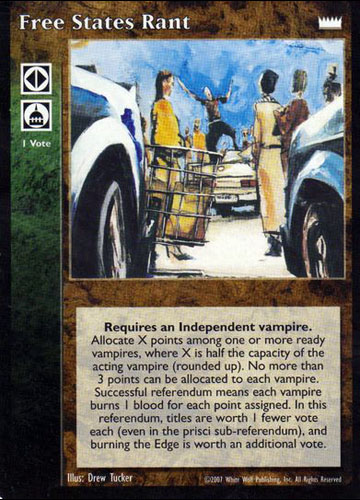 Free States Rant
1 Vote
Requires an Independent vampire.
Allocate X points among one or more ready
vampires, where X is half the capacity of the
acting vampire (rounded up). No more than
3 points can be allocated to each vampire.
Successful referendum means each vampire
burns 1 blood for each point assigned. In this
referendum, titles are worth 1 fewer vote
each (even in the prisci sub-referendum), and
burning the Edge is worth an additional vote.
Illus: Drew Tucker
©2007 White Wolf Publishing, Inc. All Rights Reserved